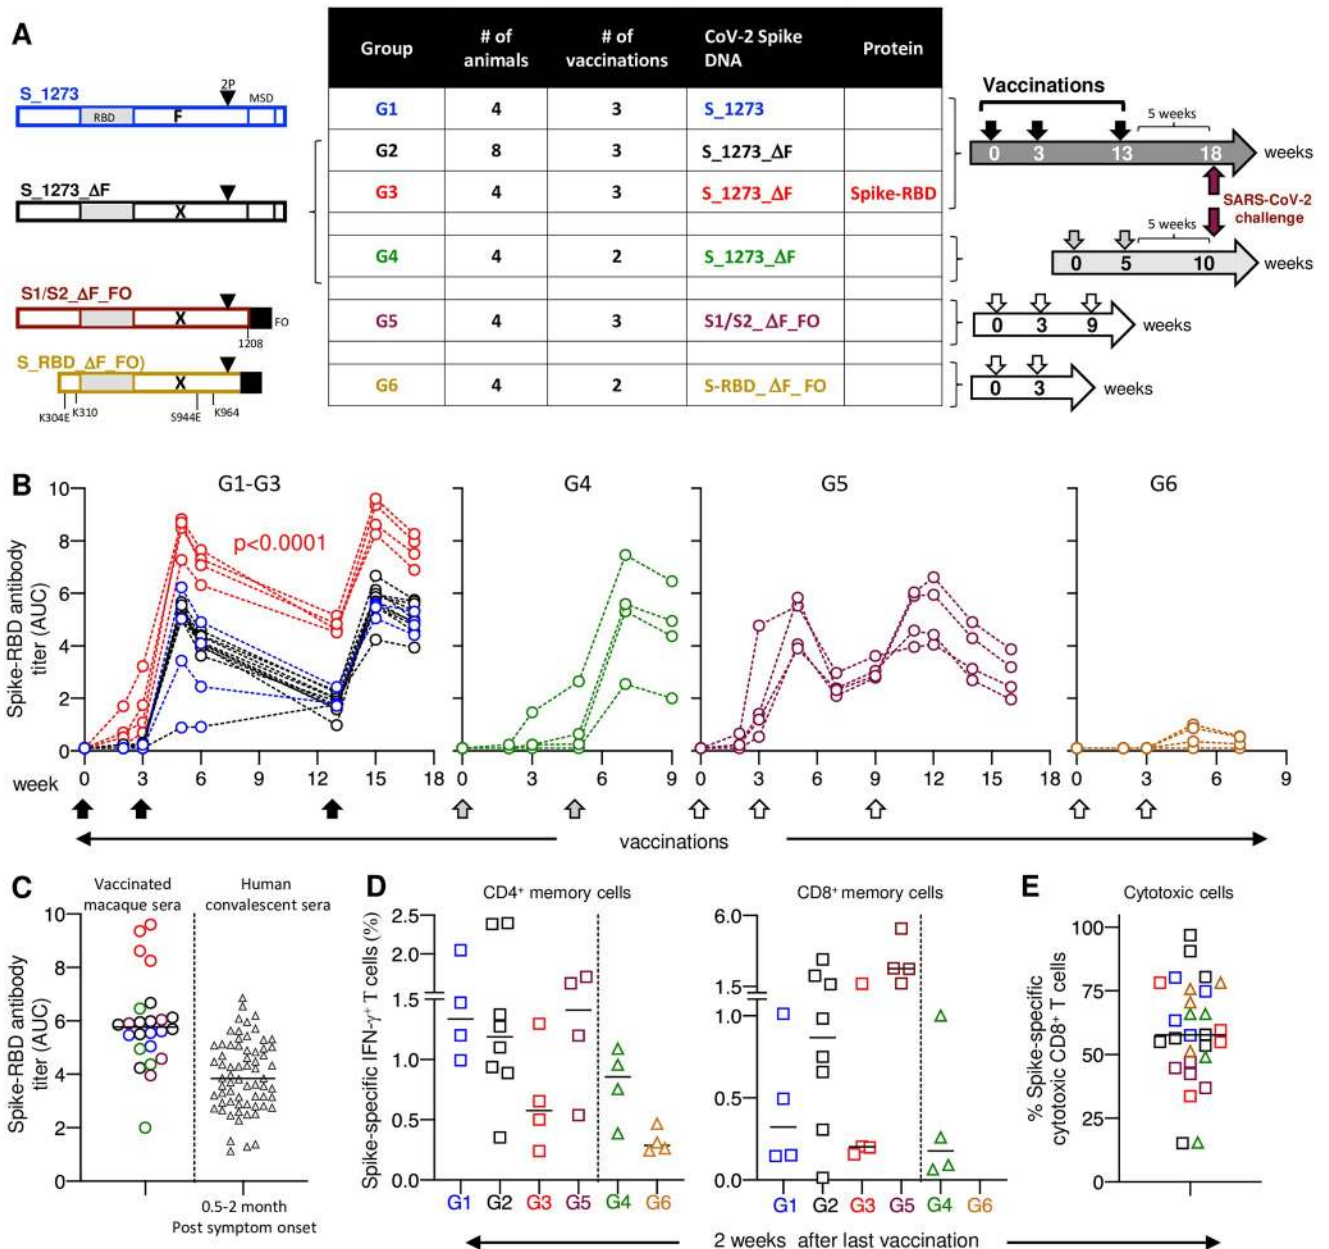 A
S_1273
2P
MSD
RBD
F
S_1273_ΔF
X
S1/S2_ΔF_FO
X
FO
1208
S_RBD_ΔF_FO)
X
K304E
K310
S944E
K964
Group
# of animals
# of vaccinations
CoV-2 Spike DNA
Protein
G1 4 3 S_1273
G2 8 3 S_1273_ΔF
G3 4 3 S_1273_ΔF Spike-RBD
G4 4 2 S_1273_ΔF
G5 4 3 S1/S2_ΔF_FO
G6 4 2 S-RBD_ΔF_FO
Vaccinations
5 weeks
0 3 13 18 weeks
SARS-CoV-2
challenge
5 weeks
0 5 10 weeks
0 3 9 weeks
0 3 weeks
B
G1-G3
G4
G5
G6
Spike-RBD antibody
titer (AUC)
10
8
6
4
2
0
p<0.0001
week
0 3 6 9 12 15 18
0 3 6 9
0 3 6 9 12 15 18
0 3 6 9
vaccinations
C
Vaccinated
macaque sera
Human
convalescent sera
Spike-RBD antibody
titer (AUC)
10
8
6
4
2
0
0.5-2 month
Post symptom onset
D
CD4+ memory cells
Spike-specific IFN-γ+ T cells (%)
2.5
2.0
1.5
1.0
0.5
0.0
G1 G2 G3 G5 G4 G6
CD8+ memory cells
6.0
1.5
1.0
0.5
0.0
G1 G2 G3 G5 G4 G6
2 weeks after last vaccination
E
Cytotoxic cells
% Spike-specific
cytotoxic CD8+ T cells
100
75
50
25
0